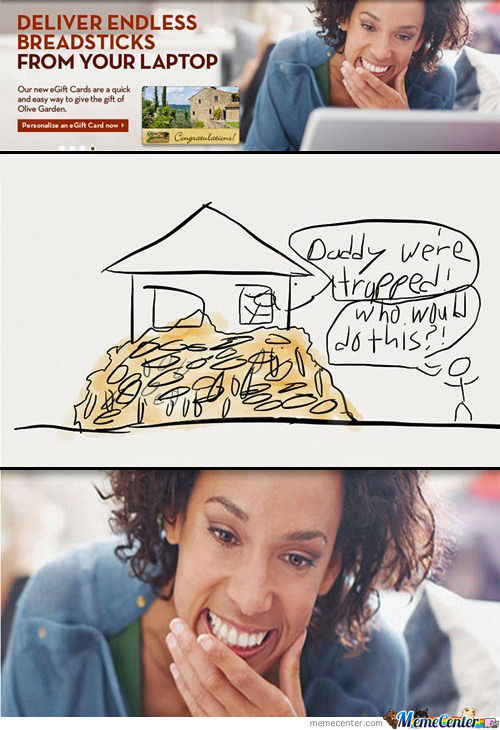 DELIVER ENDLESS
BREADSTICKS
FROM YOUR LAPTOP
Our new eGift Cards are a quick
and easy way to give the gift of
Olive Garden.
Personalize an eGift Card now
Congratulations!
Daddy we're
trapped!
who would
do this?!
memecenter.com MemeCenter